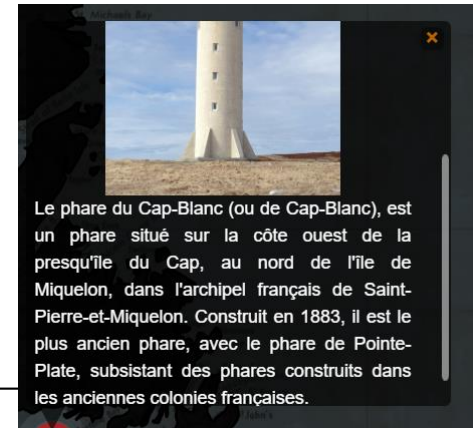 Michael's Bay
Le phare du Cap-Blanc (ou de Cap-Blanc), est
un phare situé sur la côte ouest de la
presqu'île du Cap, au nord de l'île de
Miquelon, dans l'archipel français de Saint-
Pierre-et-Miquelon. Construit en 1883, il est le
plus ancien phare, avec le phare de Pointe-
Plate, subsistant des phares construits dans
les anciennes colonies françaises.